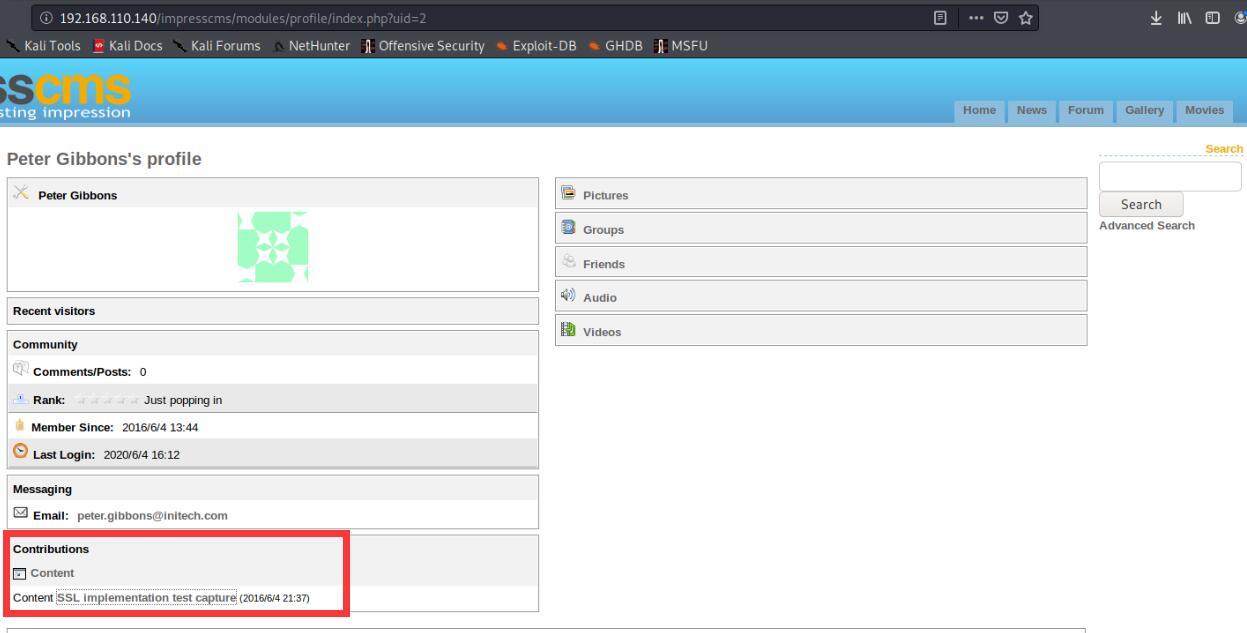 192.168.110.140/impresscms/modules/profile/index.php?uid=2
Kali Tools Kali Docs Kali Forums NetHunter Offensive Security Exploit-DB GHDB MSFU
sscms
sting impression
Home News Forum Gallery Movies
Peter Gibbons's profile
Search
Peter Gibbons
Pictures
Search
Groups
Advanced Search
Friends
Audio
Recent visitors
Videos
Community
Comments/Posts: 0
Rank: Just popping in
Member Since: 2016/6/4 13:44
Last Login: 2020/6/4 16:12
Messaging
Email: peter.gibbons@initech.com
Contributions
Content
Content SSL implementation test capture (2016/6/4 21:37)